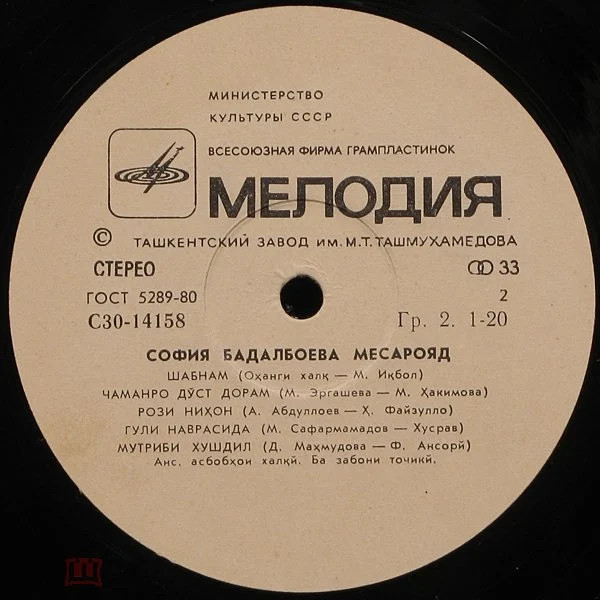 МИНИСТЕРСТВО
КУЛЬТУРЫ СССР
ВСЕСОЮЗНАЯ ФИРМА ГРАМПЛАСТИНОК
МЕЛОДИЯ
© ТАШКЕНТСКИЙ ЗАВОД ИМ. М.Т. ТАШМУХАМЕДОВА
СТЕРЕО 33
ГОСТ 5289-80 2
С30-14158 Гр. 2. 1-20
СОФИЯ БАДАЛБОЕВА МЕСАРОЯД
ШАБНАМ (Оҳанги халқ — М. Иқбол)
ЧАМАНРО ДӮСТ ДОРАМ (М. Эргашева — М. Ҳакимова)
РОЗИ НИҲОН (А. Абдуллоев — Ҳ. Файзулло)
ГУЛИ НАВРАСИДА (М. Сафармамадов — Хусрав)
МУТРИБИ ХУШДИЛ (Д. Маҳмудова — Ф. Ансорӣ)
Анс. асбобҳои халқӣ. Ба забони тоҷикӣ.